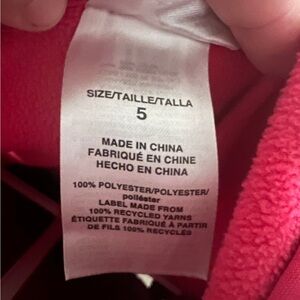 SIZE/TAILLE/TALLA
5
MADE IN CHINA
FABRIQUÉ EN CHINE
HECHO EN CHINA
100% POLYESTER/POLYESTER/
poliéster
LABEL MADE FROM
100% RECYCLED YARNS
ÉTIQUETTE FABRIQUÉE À PARTIR
DE FILS 100% RECYCLÉS